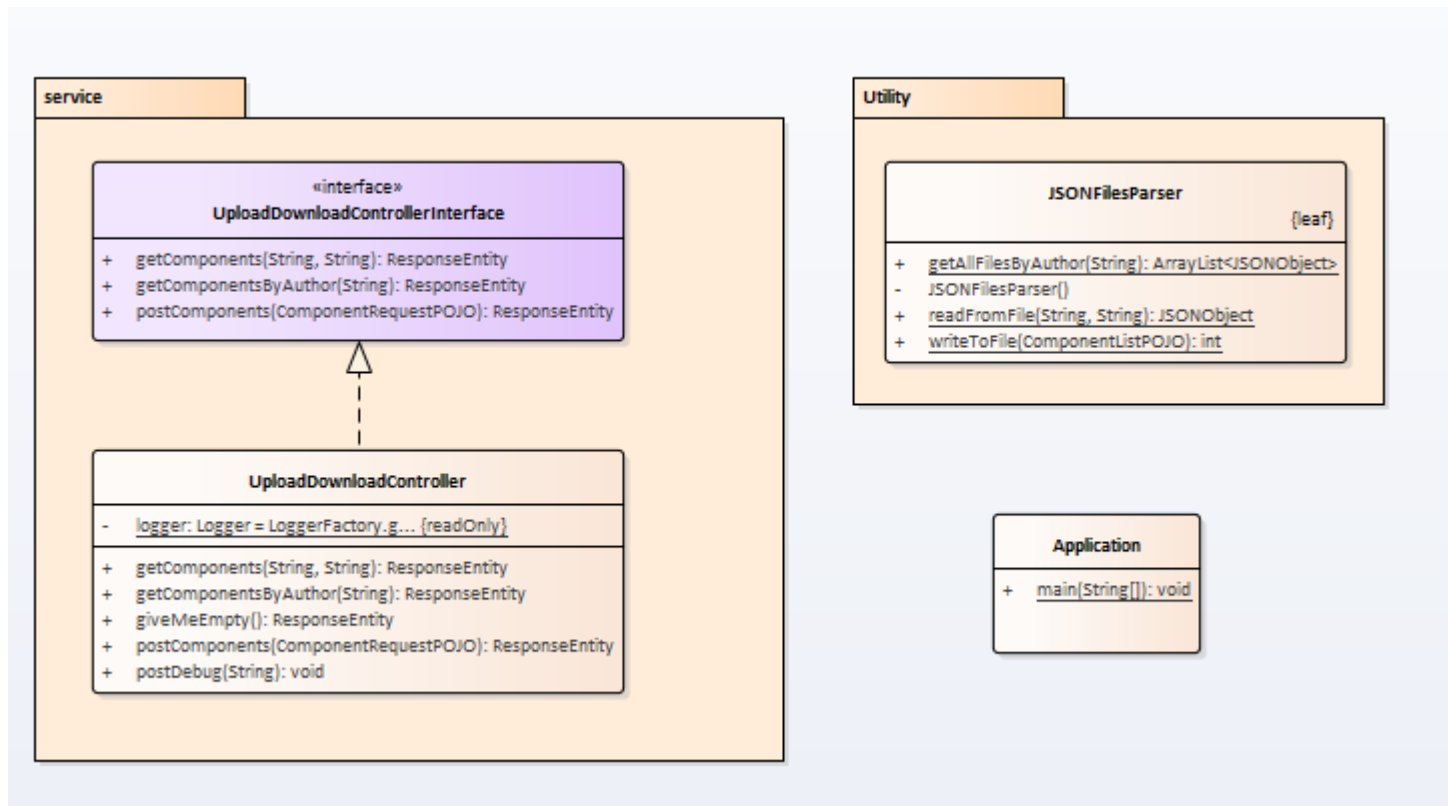 service
«interface»
UploadDownloadControllerInterface
+ getComponents(String, String): ResponseEntity
+ getComponentsByAuthor(String): ResponseEntity
+ postComponents(ComponentRequestPOJO): ResponseEntity
UploadDownloadController
- logger: Logger = LoggerFactory.g... {readOnly}
+ getComponents(String, String): ResponseEntity
+ getComponentsByAuthor(String): ResponseEntity
+ giveMeEmpty(): ResponseEntity
+ postComponents(ComponentRequestPOJO): ResponseEntity
+ postDebug(String): void
Utility
JSONFilesParser
{leaf}
+ getAllFilesByAuthor(String): ArrayList<JSONObject>
- JSONFilesParser()
+ readFromFile(String, String): JSONObject
+ writeToFile(ComponentListPOJO): int
Application
+ main(String[]): void